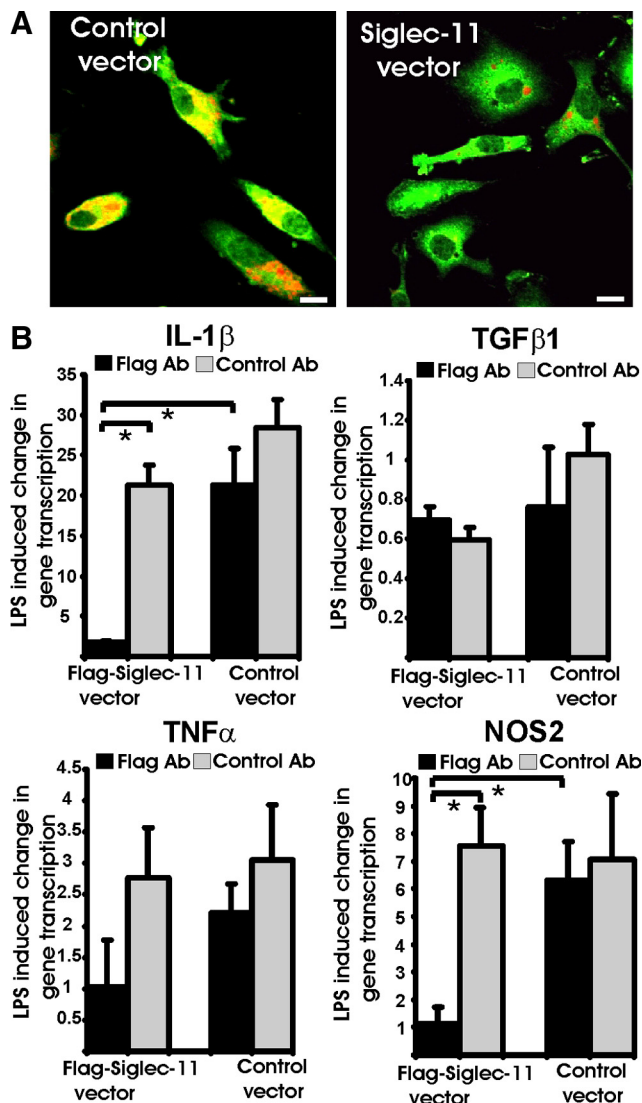 A
Control
vector
Siglec-11
vector
B
IL-1β
Flag Ab Control Ab
LPS induced change in
gene transcription
35
30
25
20
15
10
5
*
*
Flag-Siglec-11
vector
Control
vector
TGFβ1
Flag Ab Control Ab
LPS induced change in
gene transcription
1.4
1.2
1
0.8
0.6
0.4
0.2
Flag-Siglec-11
vector
Control
vector
TNFα
Flag Ab Control Ab
LPS induced change in
gene transcription
4.5
4
3.5
3
2.5
2
1.5
1
0.5
Flag-Siglec-11
vector
Control
vector
NOS2
Flag Ab Control Ab
LPS induced change in
gene transcription
10
9
8
7
6
5
4
3
2
1
*
*
Flag-Siglec-11
vector
Control
vector